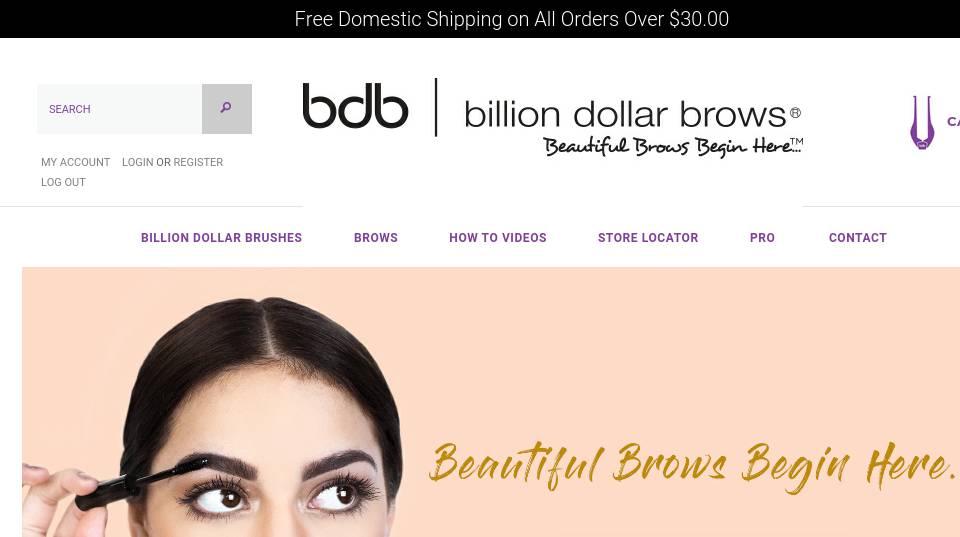 Free Domestic Shipping on All Orders Over $30.00
SEARCH
MY ACCOUNT LOGIN OR REGISTER
LOG OUT
bdb | billion dollar brows®
Beautiful Brows Begin Here...™
BILLION DOLLAR BRUSHES BROWS HOW TO VIDEOS STORE LOCATOR PRO CONTACT
Beautiful Brows Begin Here.